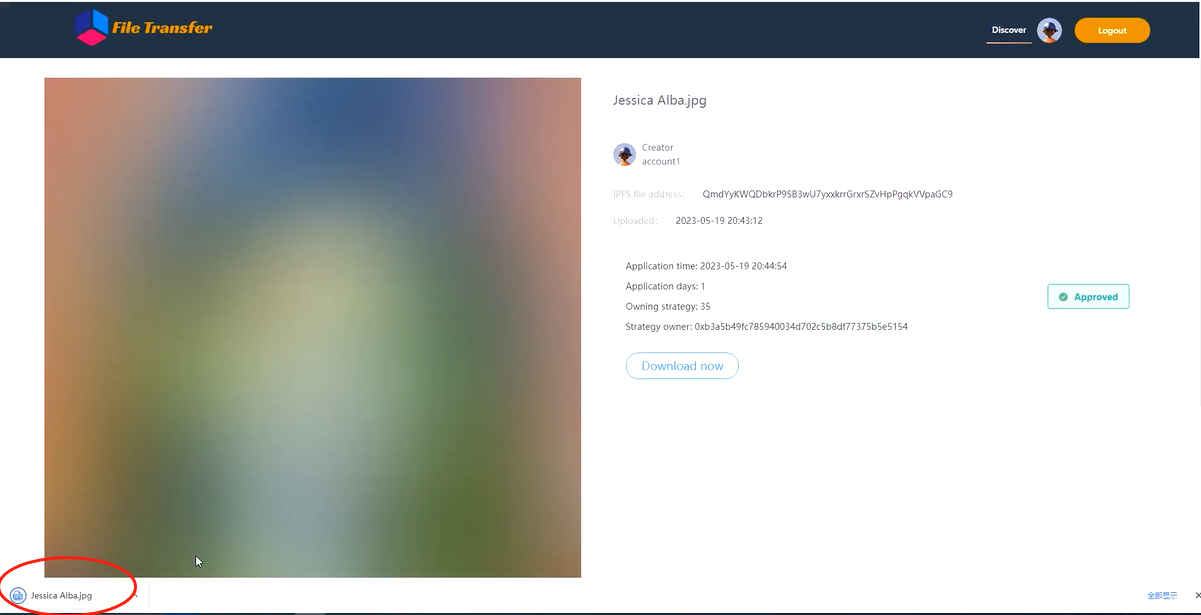 File Transfer
Discover
Logout
Jessica Alba.jpg
Creator
account1
IPFS file address: QmdYyKWQDbkrP9SB3wU7yxxkrrGrxrSZvHpPgqkVVpaGC9
Uploaded: 2023-05-19 20:43:12
Application time: 2023-05-19 20:44:54
Application days: 1
Owning strategy: 35
Strategy owner: 0xb3a5b49fc785940034d702c5b8df77375b5e5154
Approved
Download now
Jessica Alba.jpg
全部显示